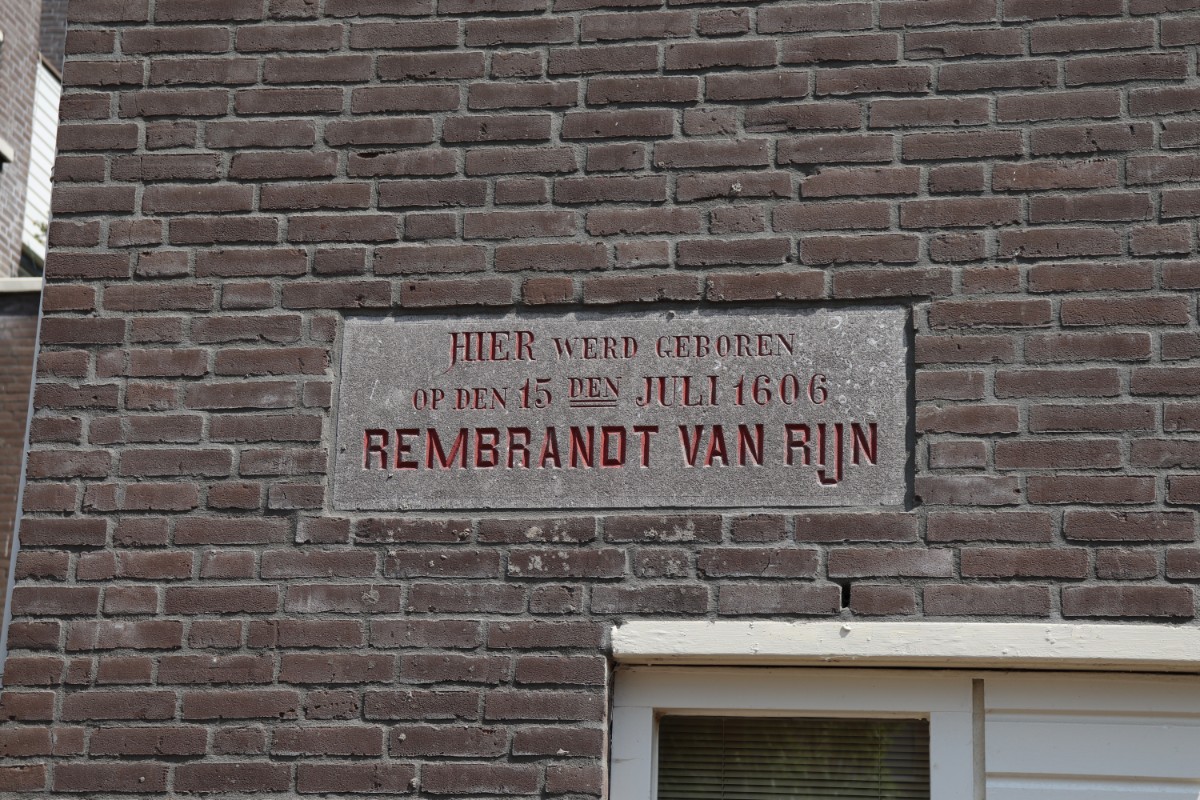 HIER WERD GEBOREN
OP DEN 15 DEN JULI 1606
REMBRANDT VAN RIJN